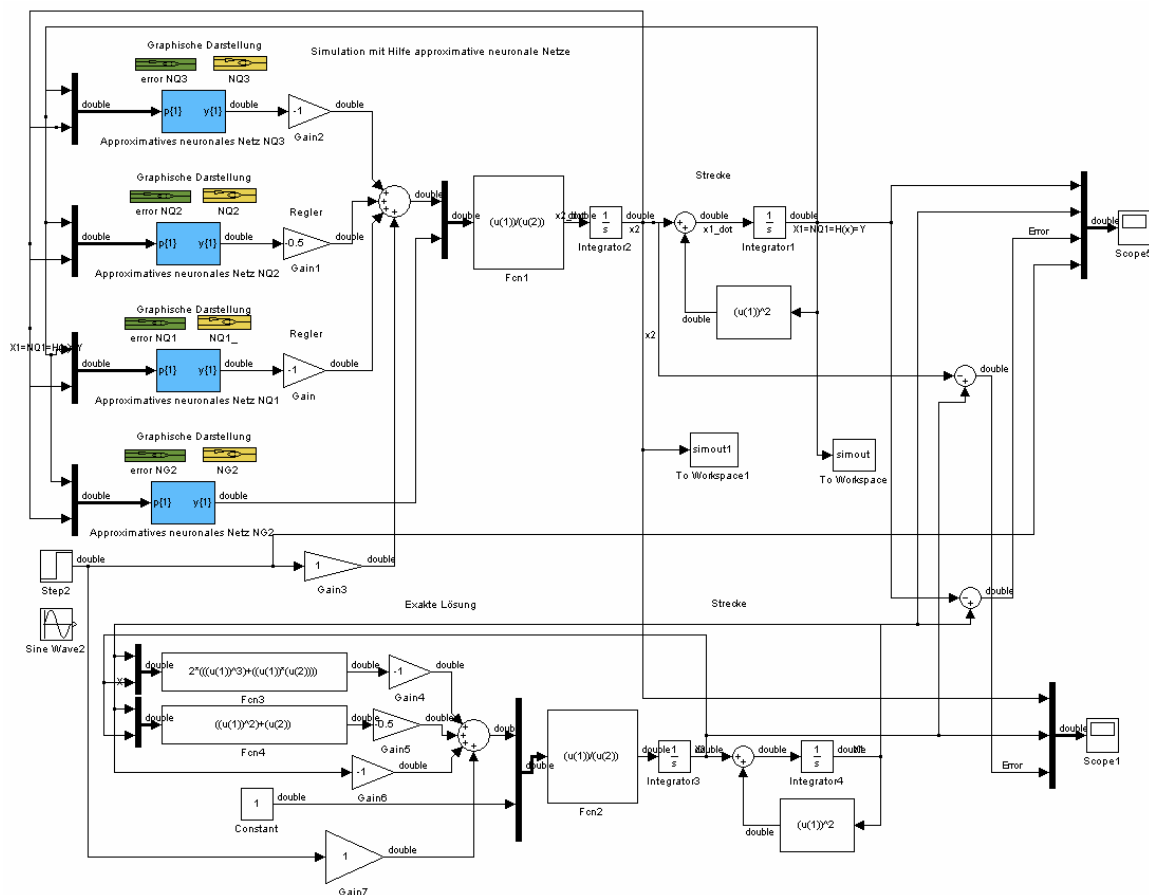 Graphische Darstellung
Simulation mit Hilfe approximative neuronale Netze
error NQ3
NQ3
double
p{1}
y{1}
double
-1
double
Approximatives neuronales Netz NQ3
Gain2
Graphische Darstellung
Strecke
error NQ2
NQ2
Regler
double
p{1}
y{1}
double
-0.5
double
Approximatives neuronales Netz NQ2
Gain1
double
double
(u(1))/(u(2))
Fcn1
1
s
Integrator2
double
x2
double
x1_dot
1
s
Integrator1
double
X1=NQ1=H(x)=Y
Error
double
Scope5
(u(1))^2
double
Graphische Darstellung
error NQ1
NQ1_
Regler
double
p{1}
y{1}
double
-1
double
Approximatives neuronales Netz NQ1
Gain
x2
double
Graphische Darstellung
error NG2
NG2
double
p{1}
y{1}
double
Approximatives neuronales Netz NG2
simout1
To Workspace1
simout
To Workspace
double
Step2
1
double
Gain3
Sine Wave2
Exakte Lösung
Strecke
double
double
2*(((u(1))^3)+((u(1))*(u(2))))
Fcn3
double
-1
double
Gain4
double
((u(1))^2)+(u(2))
Fcn4
double
-0.5
double
Gain5
-1
double
Gain6
1
double
Constant
1
double
Gain7
double
double
(u(1))/(u(2))
Fcn2
double
1
s
Integrator3
double
double
1
s
Integrator4
double
(u(1))^2
double
Error
double
Scope1